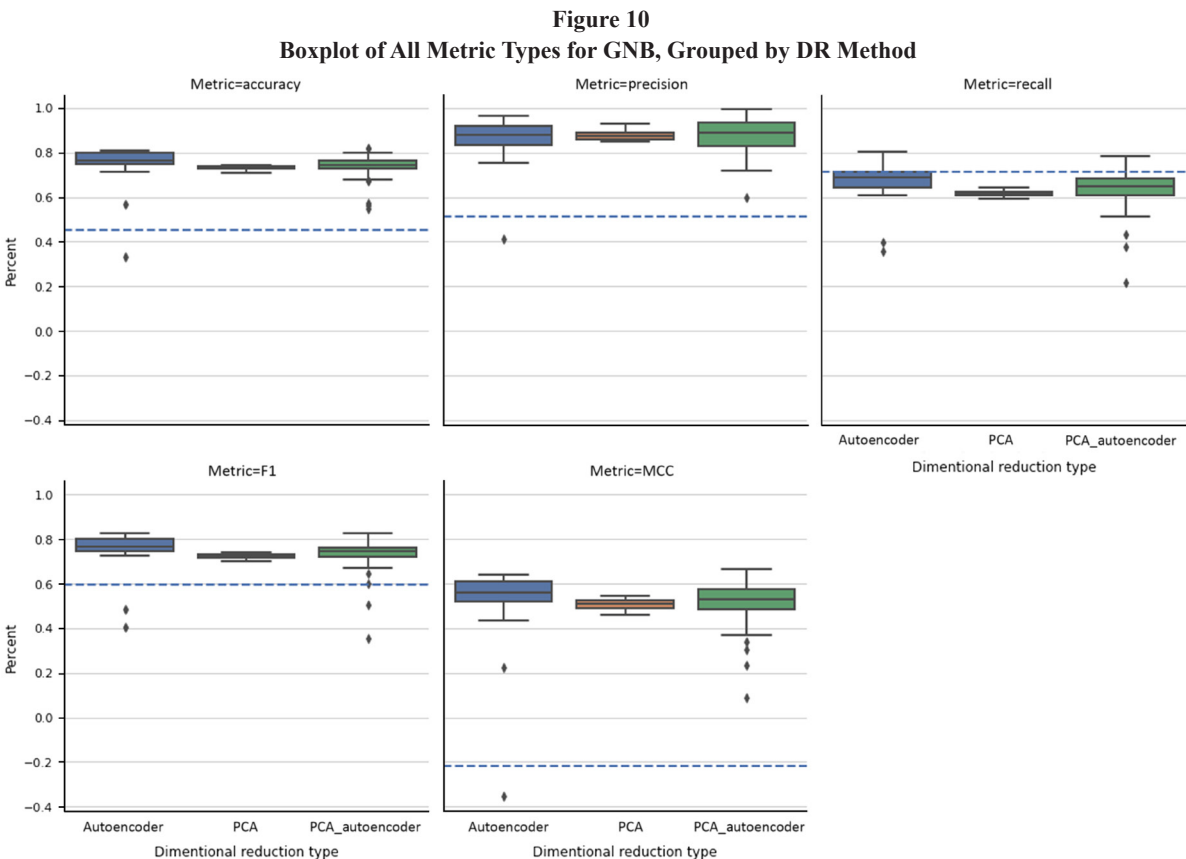 Figure 10
Boxplot of All Metric Types for GNB, Grouped by DR Method
Metric=accuracy
Metric=precision
Metric=recall
1.0
0.8
0.6
0.4
0.2
0.0
−0.2
−0.4
Percent
Autoencoder PCA PCA_autoencoder
Dimentional reduction type
Metric=F1
Metric=MCC
1.0
0.8
0.6
0.4
0.2
0.0
−0.2
−0.4
Percent
Autoencoder PCA PCA_autoencoder
Dimentional reduction type
Autoencoder PCA PCA_autoencoder
Dimentional reduction type